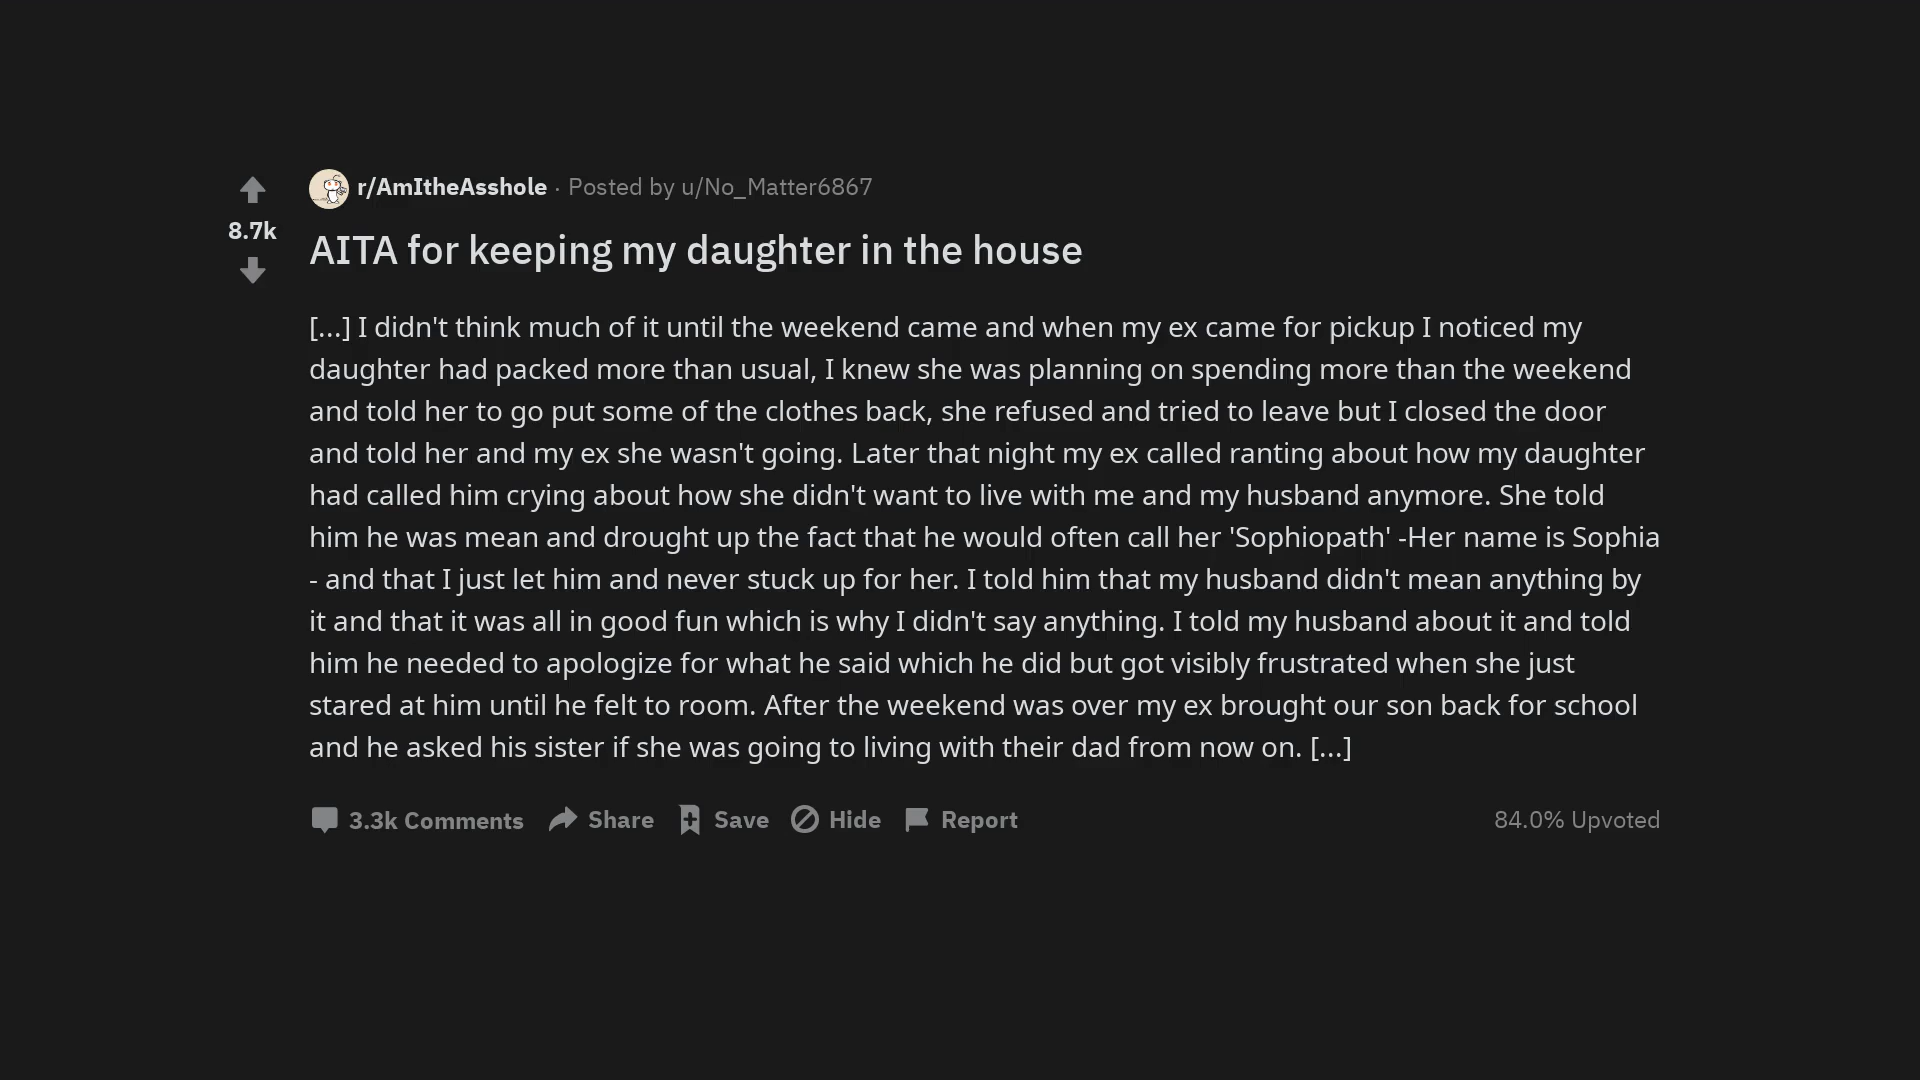 r/AmItheAsshole · Posted by u/No_Matter6867
8.7k
AITA for keeping my daughter in the house
[...] I didn't think much of it until the weekend came and when my ex came for pickup I noticed my
daughter had packed more than usual, I knew she was planning on spending more than the weekend
and told her to go put some of the clothes back, she refused and tried to leave but I closed the door
and told her and my ex she wasn't going. Later that night my ex called ranting about how my daughter
had called him crying about how she didn't want to live with me and my husband anymore. She told
him he was mean and drought up the fact that he would often call her 'Sophiopath' -Her name is Sophia
- and that I just let him and never stuck up for her. I told him that my husband didn't mean anything by
it and that it was all in good fun which is why I didn't say anything. I told my husband about it and told
him he needed to apologize for what he said which he did but got visibly frustrated when she just
stared at him until he felt to room. After the weekend was over my ex brought our son back for school
and he asked his sister if she was going to living with their dad from now on. [...]
3.3k Comments Share Save Hide Report 84.0% Upvoted